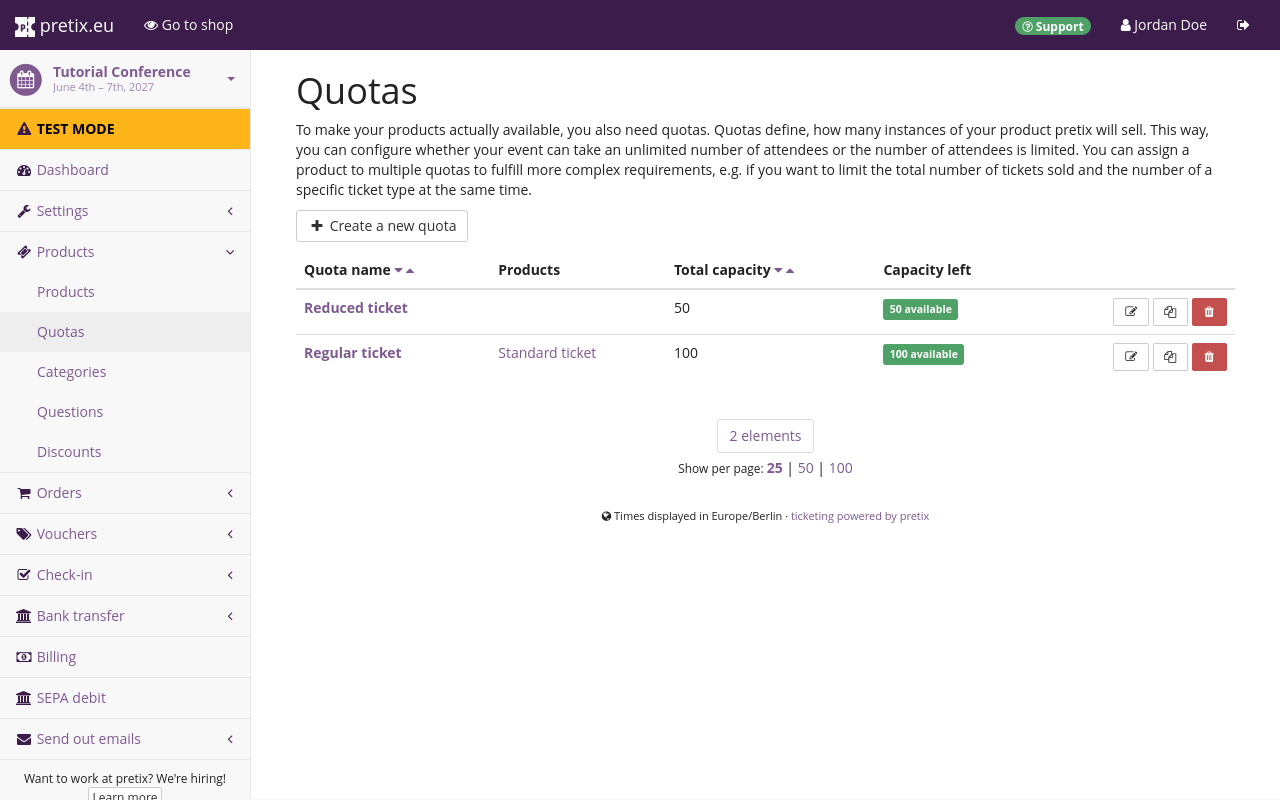 pretix.eu
Go to shop
Support
Jordan Doe
Tutorial Conference
June 4th – 7th, 2027
TEST MODE
Dashboard
Settings
Products
Products
Quotas
Categories
Questions
Discounts
Orders
Vouchers
Check-in
Bank transfer
Billing
SEPA debit
Send out emails
Want to work at pretix? We're hiring!
Learn more
Quotas
To make your products actually available, you also need quotas. Quotas define, how many instances of your product pretix will sell. This way,
you can configure whether your event can take an unlimited number of attendees or the number of attendees is limited. You can assign a
product to multiple quotas to fulfill more complex requirements, e.g. if you want to limit the total number of tickets sold and the number of a
specific ticket type at the same time.
Create a new quota
Quota name Products Total capacity Capacity left
Reduced ticket 50 50 available
Regular ticket Standard ticket 100 100 available
2 elements
Show per page: 25 | 50 | 100
Times displayed in Europe/Berlin · ticketing powered by pretix